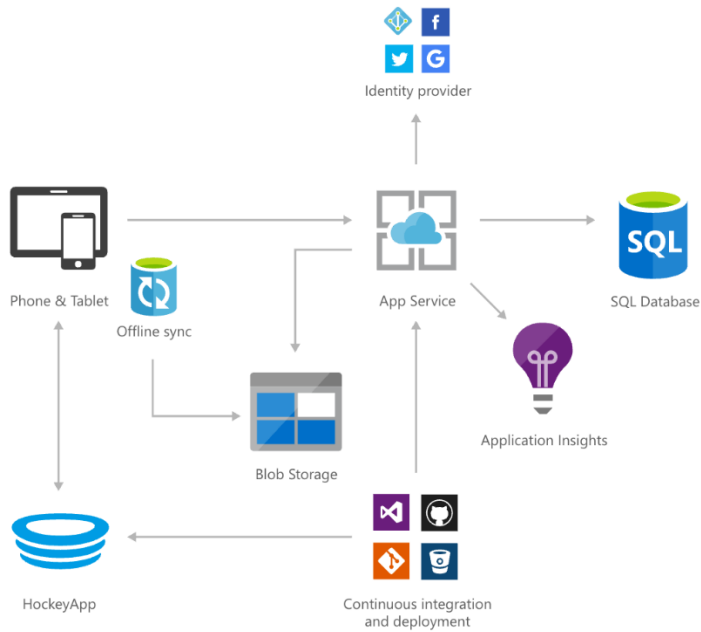 Identity provider
Phone & Tablet
Offline sync
App Service
SQL
SQL Database
Application Insights
Blob Storage
HockeyApp
Continuous integration
and deployment